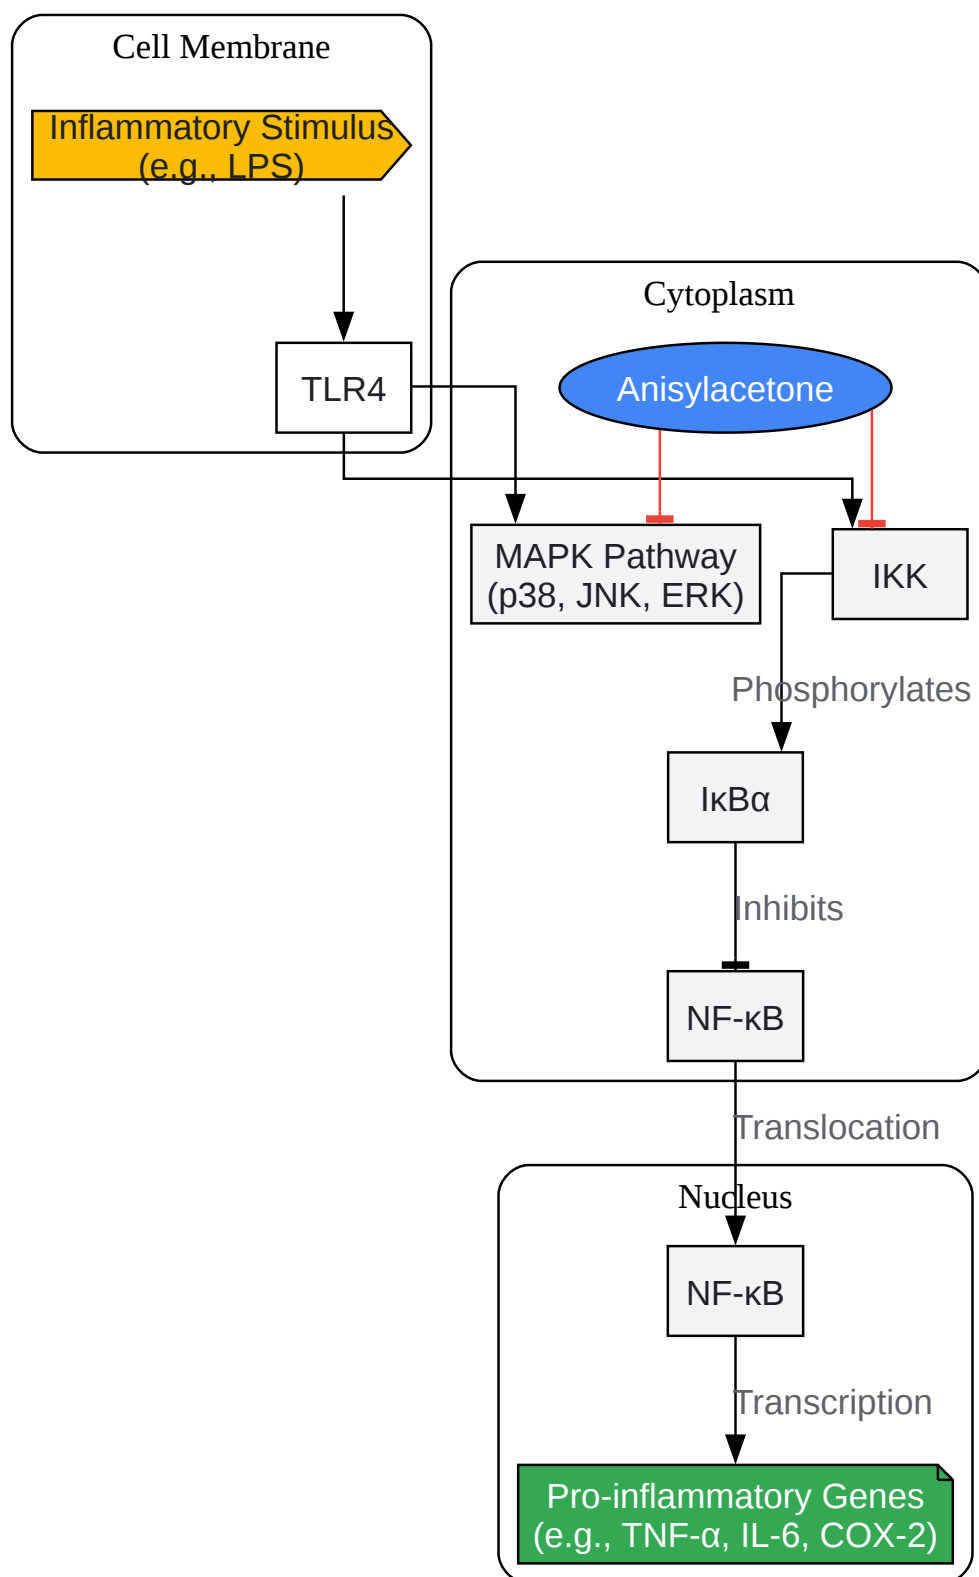 Cell Membrane
Inflammatory Stimulus
(e.g., LPS)
TLR4
Cytoplasm
Anisylacetone
MAPK Pathway
(p38, JNK, ERK)
IKK
Phosphorylates
IκBα
Inhibits
NF-κB
Translocation
Nucleus
NF-κB
Transcription
Pro-inflammatory Genes
(e.g., TNF-α, IL-6, COX-2)